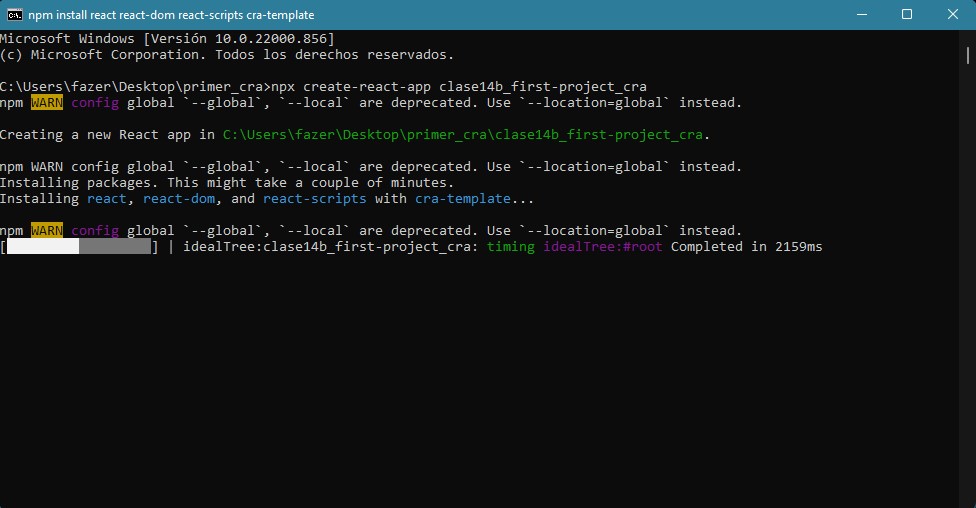 npm install react react-dom react-scripts cra-template
Microsoft Windows [Versión 10.0.22000.856]
(c) Microsoft Corporation. Todos los derechos reservados.
C:\Users\fazer\Desktop\primer_cra>npx create-react-app clase14b_first-project_cra
npm WARN config global `--global`, `--local` are deprecated. Use `--location=global` instead.
Creating a new React app in C:\Users\fazer\Desktop\primer_cra\clase14b_first-project_cra.
npm WARN config global `--global`, `--local` are deprecated. Use `--location=global` instead.
Installing packages. This might take a couple of minutes.
Installing react, react-dom, and react-scripts with cra-template...
npm WARN config global `--global`, `--local` are deprecated. Use `--location=global` instead.
[] | idealTree:clase14b_first-project_cra: timing idealTree:#root Completed in 2159ms